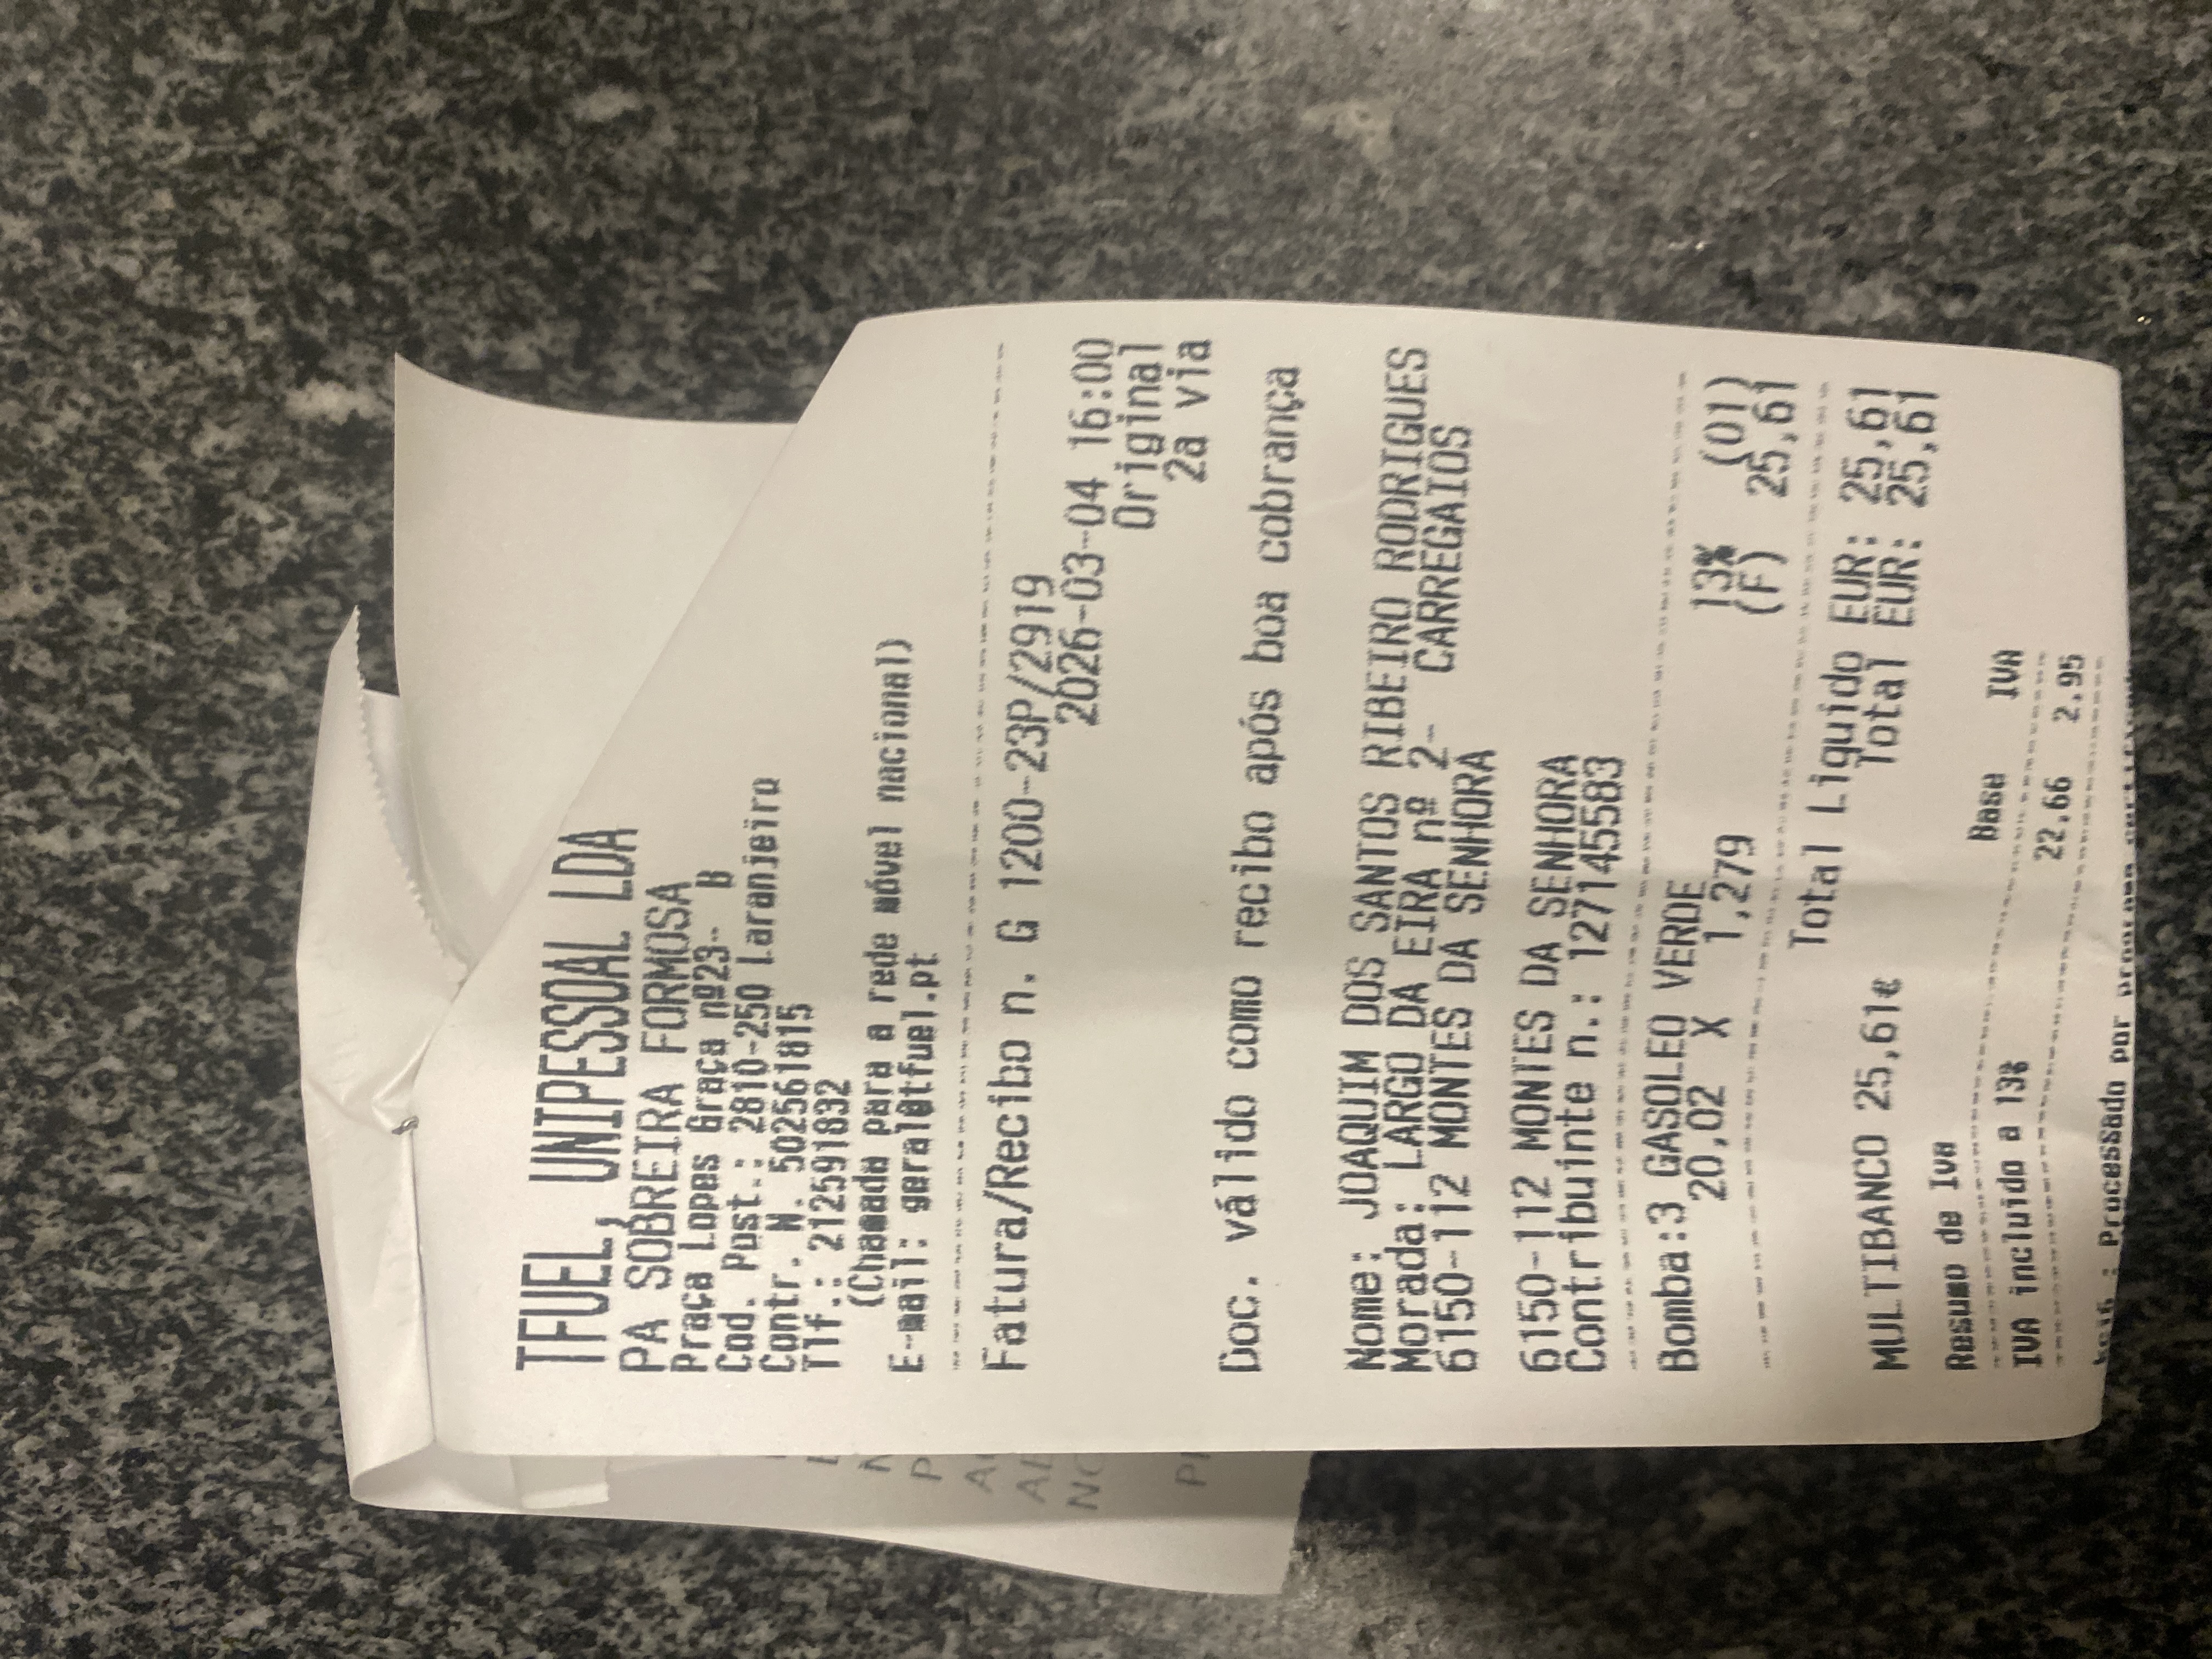 TFUEL, UNIPESSOAL LDA
PA SOBREIRA FORMOSA
Praça Lopes Graça nº23- B
Cod. Post.: 2810-250 Laranjeiro
Contr. N. 502561815
Tlf.: 212591832
(Chamada para a rede móvel nacional)
E-mail: geral@tfuel.pt
Fatura/Recibo n. G 1200-23P/2919
2026-03-04 16:00
Original
2a via
Doc. válido como recibo após boa cobrança
Nome: JOAQUIM DOS SANTOS RIBEIRO RODRIGUES
Morada: LARGO DA EIRA nº 2- CARREGAIOS
6150-112 MONTES DA SENHORA
6150-112 MONTES DA SENHORA
Contribuinte n.: 127145583
Bomba:3 GASOLEO VERDE 13% (01)
20,02 X 1,279 (F) 25,61
Total Liquido EUR: 25,61
Total EUR: 25,61
MULTIBANCO 25,61€
Resumo de Iva Base IVA
IVA incluido a 13% 22,66 2,95
: Processado por programa